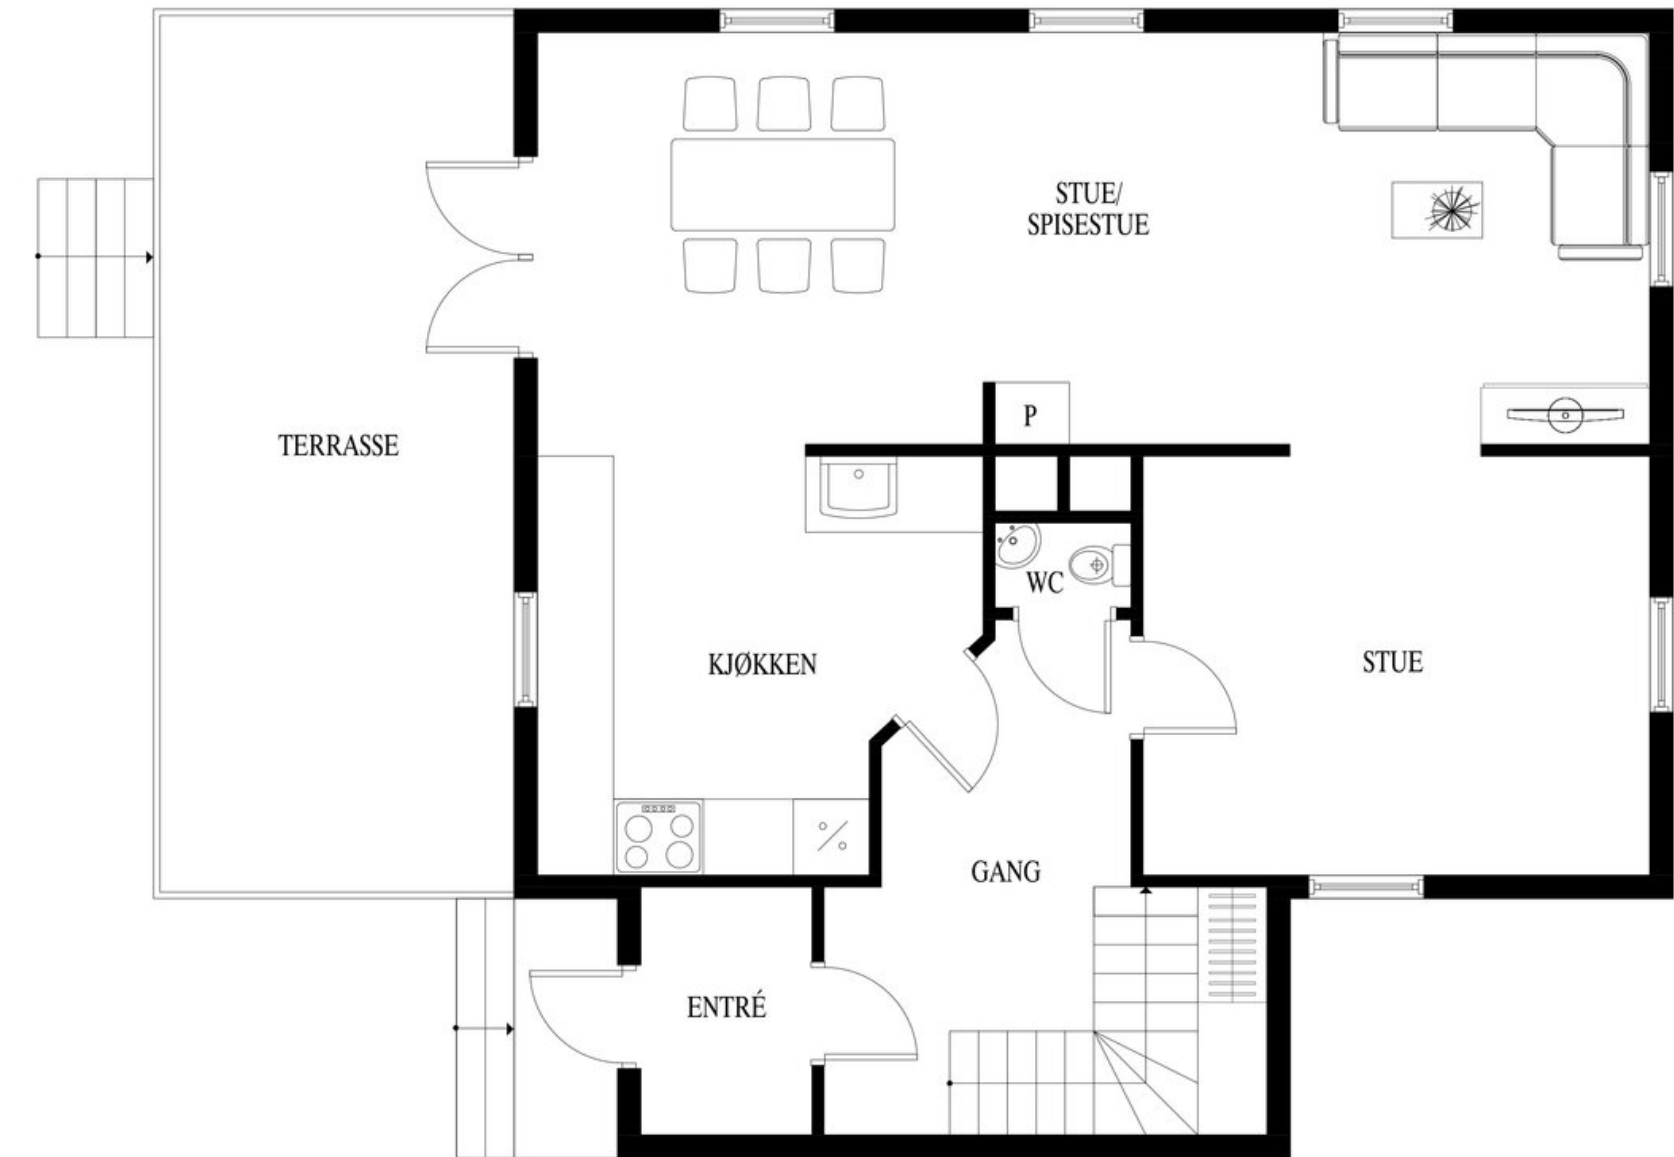 STUE/
SPISESTUE
P
TERRASSE
WC
KJØKKEN
STUE
GANG
ENTRÉ